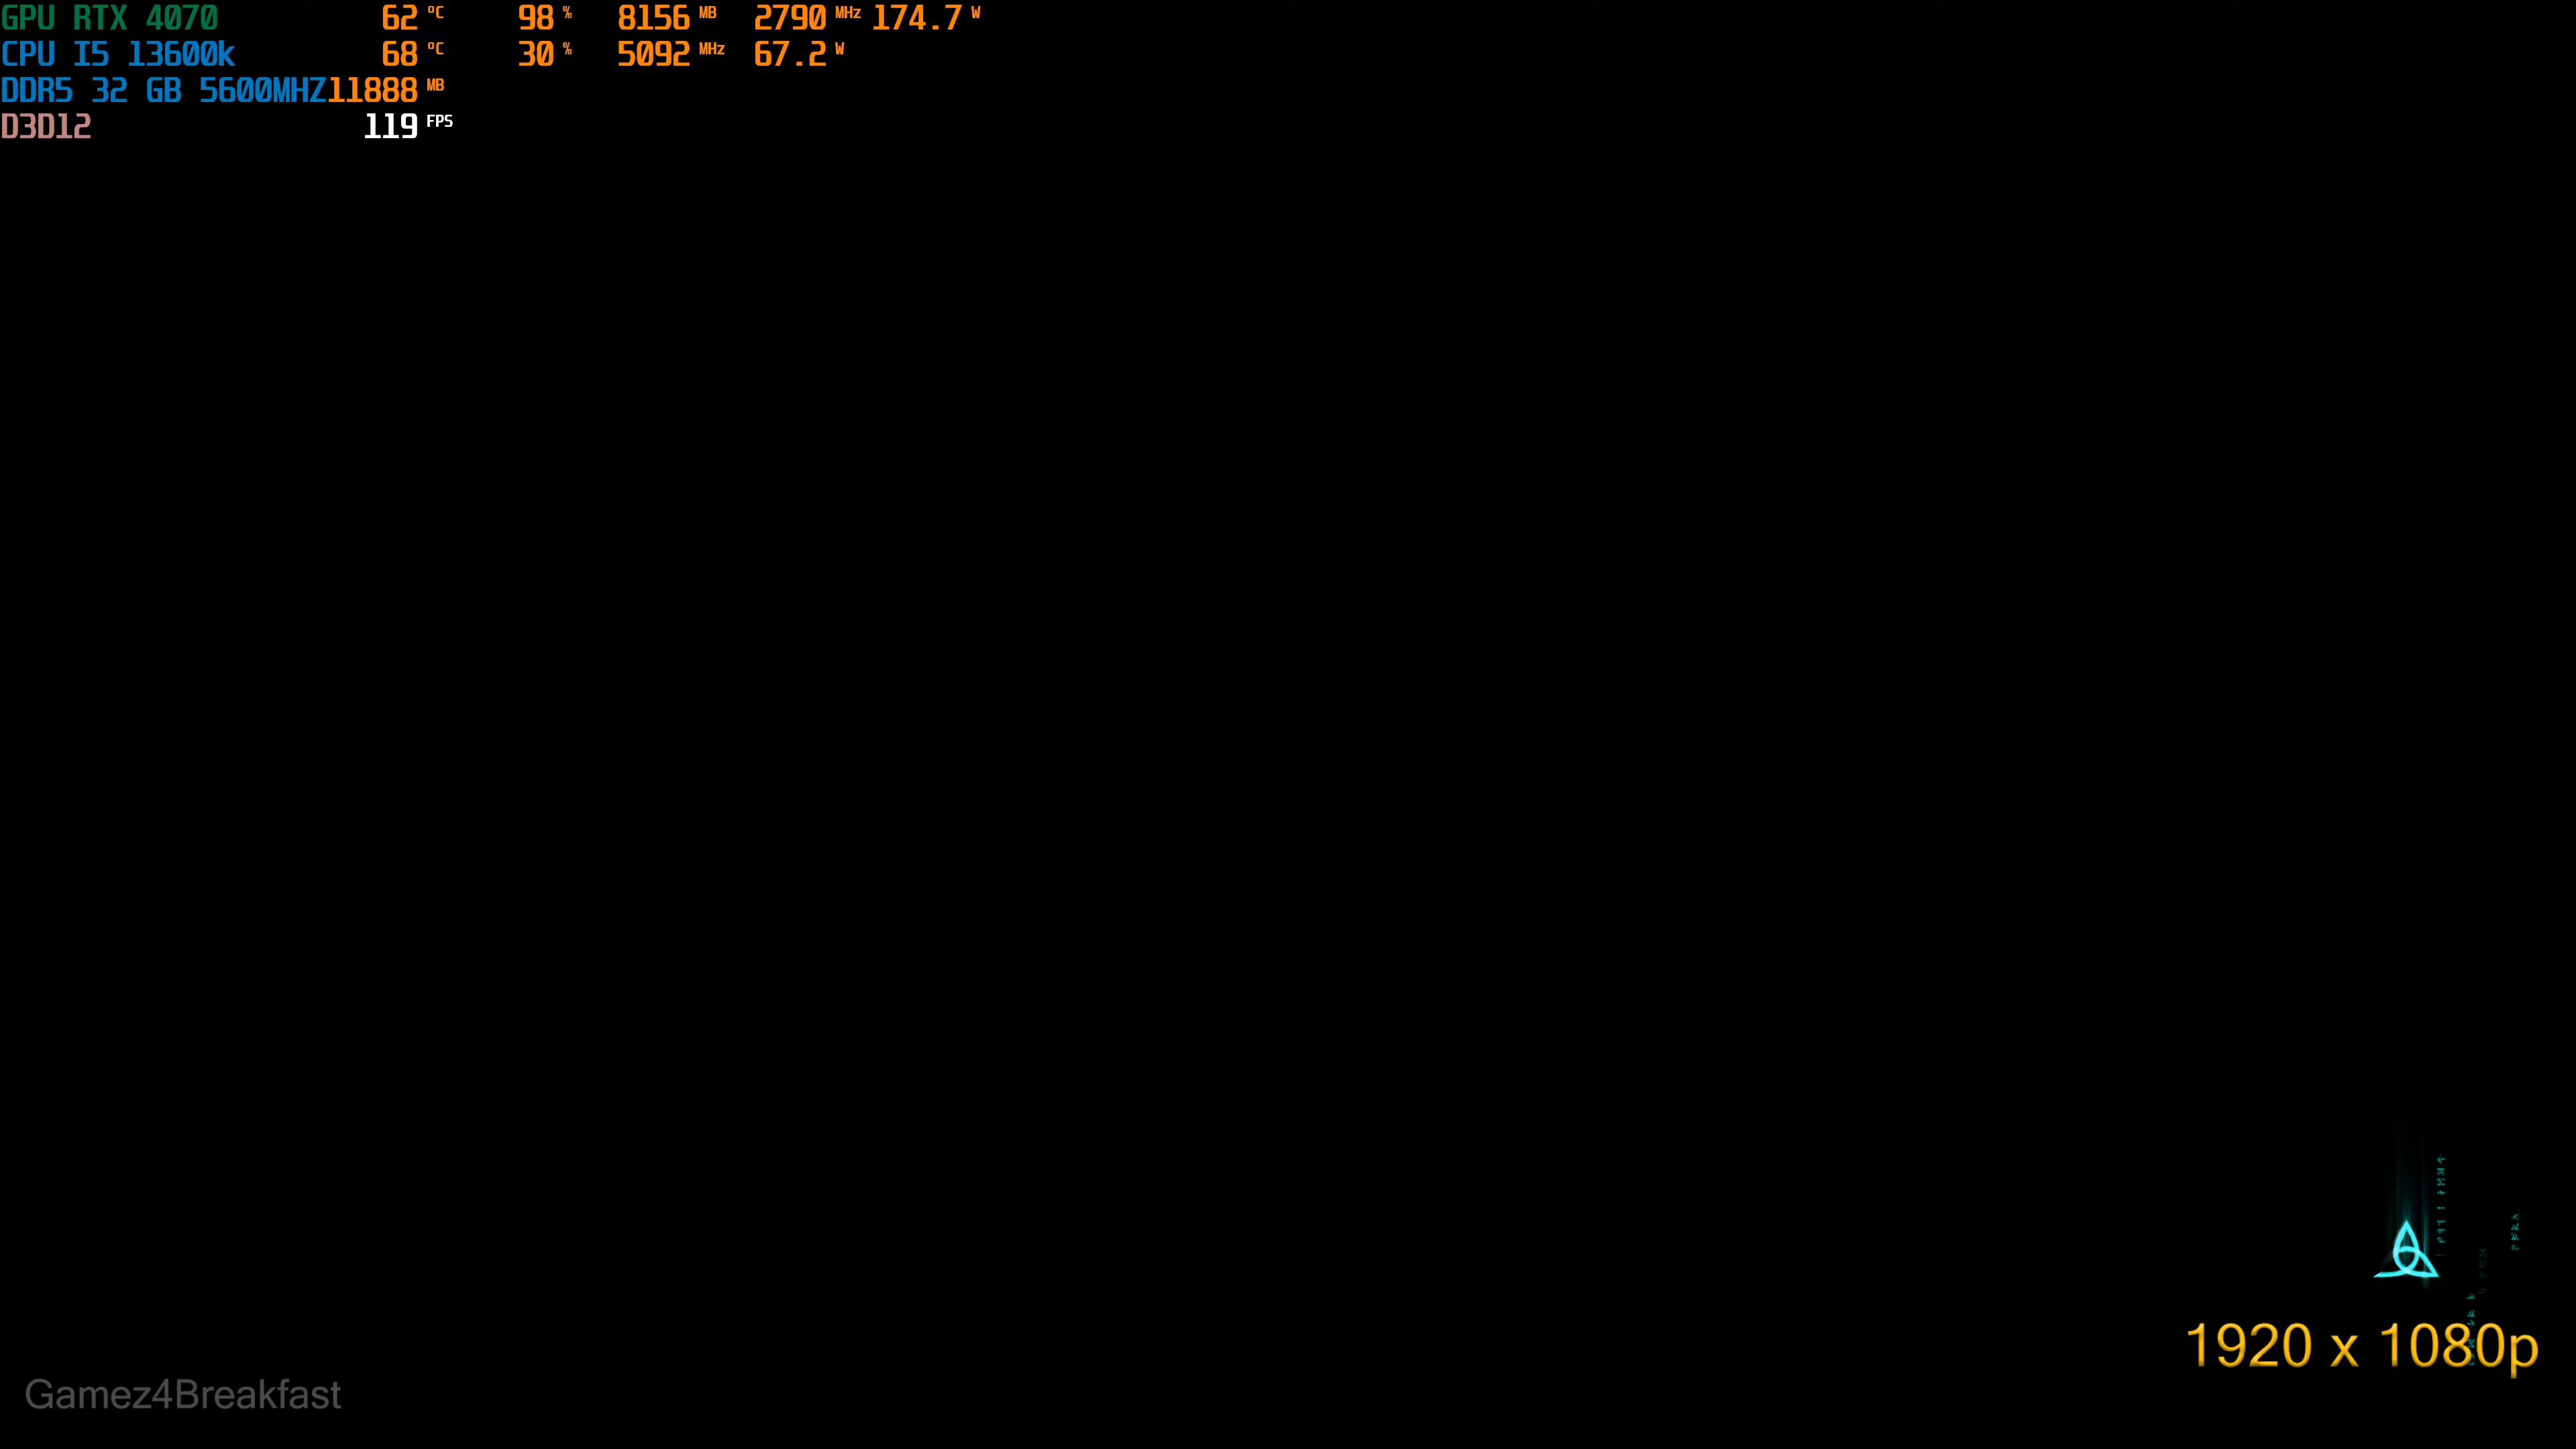 GPU RTX 4070 62 °C 98 % 8156 MB 2790 MHz 174.7 W
CPU I5 13600k 68 °C 30 % 5092 MHz 67.2 W
DDR5 32 GB 5600MHZ 11888 MB
D3D12 119 FPS
1920 x 1080p
Gamez4Breakfast